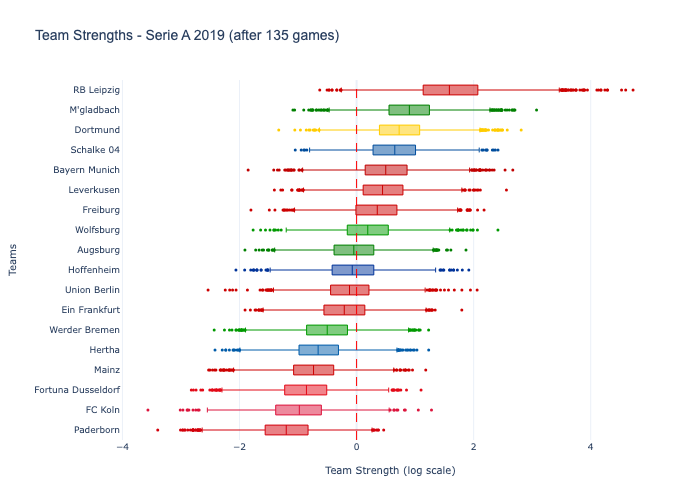 Team Strengths - Serie A 2019 (after 135 games)
RB Leipzig
M'gladbach
Dortmund
Schalke 04
Bayern Munich
Leverkusen
Freiburg
Wolfsburg
Augsburg
Hoffenheim
Union Berlin
Ein Frankfurt
Werder Bremen
Hertha
Mainz
Fortuna Dusseldorf
FC Koln
Paderborn
Teams
−4 −2 0 2 4
Team Strength (log scale)